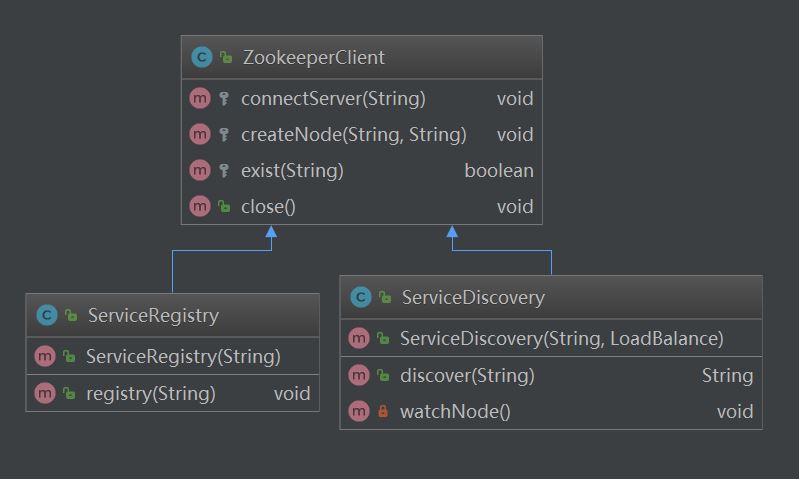 C ZookeeperClient
m connectServer(String) void
m createNode(String, String) void
m exist(String) boolean
m close() void
C ServiceRegistry
m ServiceRegistry(String)
m registry(String) void
C ServiceDiscovery
m ServiceDiscovery(String, LoadBalance)
m discover(String) String
m watchNode() void